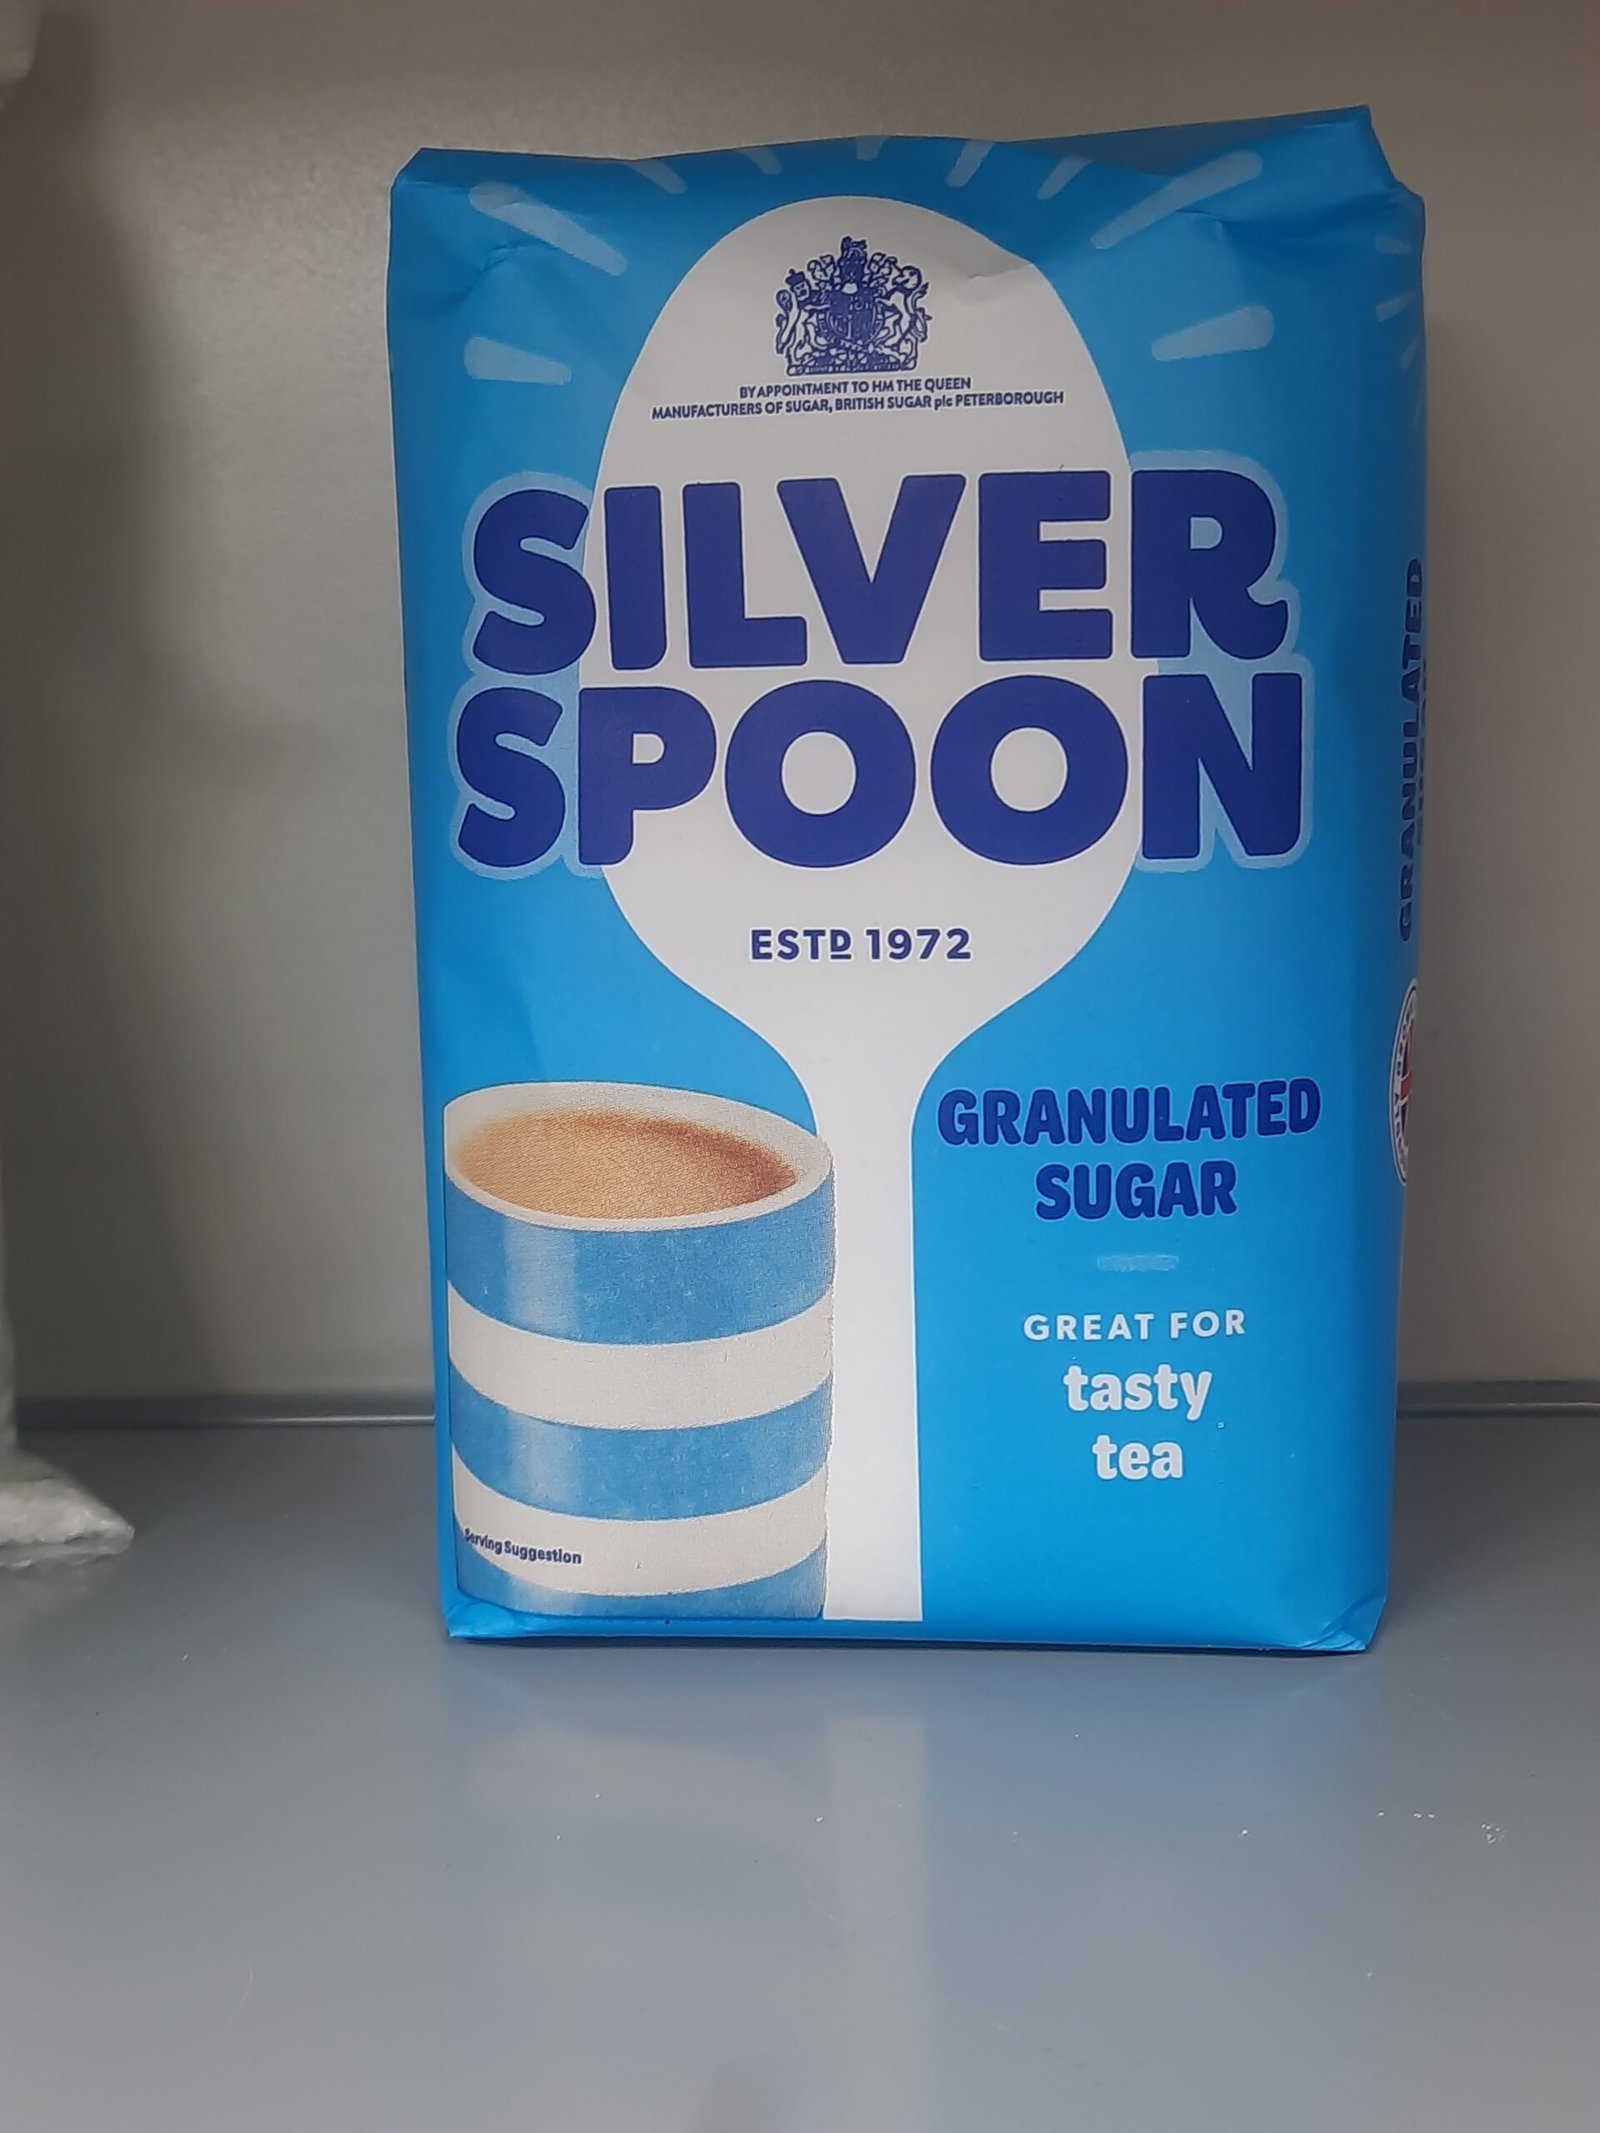 BY APPOINTMENT TO HM THE QUEEN
MANUFACTURERS OF SUGAR, BRITISH SUGAR plc PETERBOROUGH
SILVER
SPOON
ESTD 1972
GRANULATED
SUGAR
GREAT FOR
tasty
tea
Serving Suggestion
GRANULATED